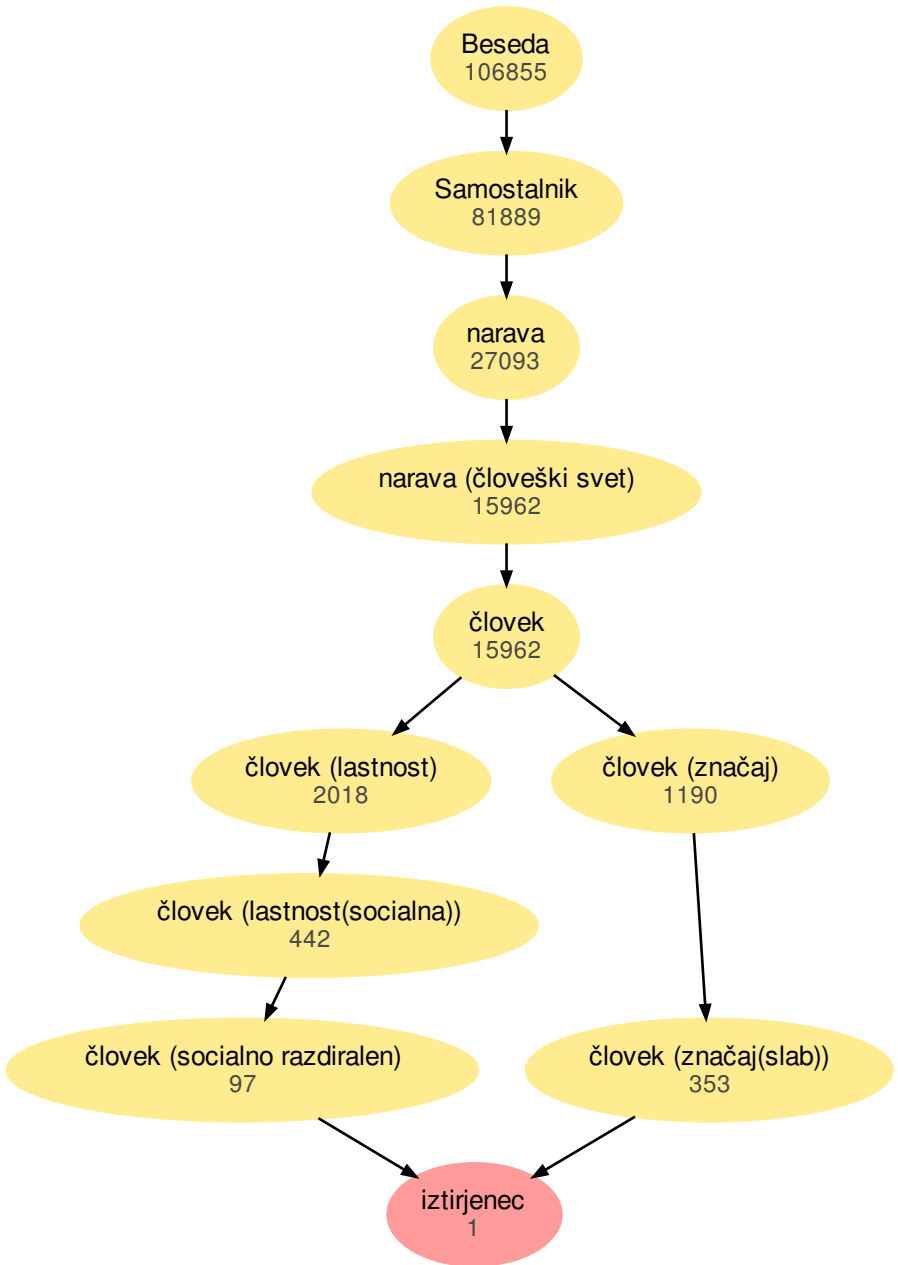 Beseda
106855
Samostalnik
81889
narava
27093
narava (človeški svet)
15962
človek
15962
človek (lastnost)
2018
človek (značaj)
1190
človek (lastnost(socialna))
442
človek (socialno razdiralen)
97
človek (značaj(slab))
353
iztirjenec
1